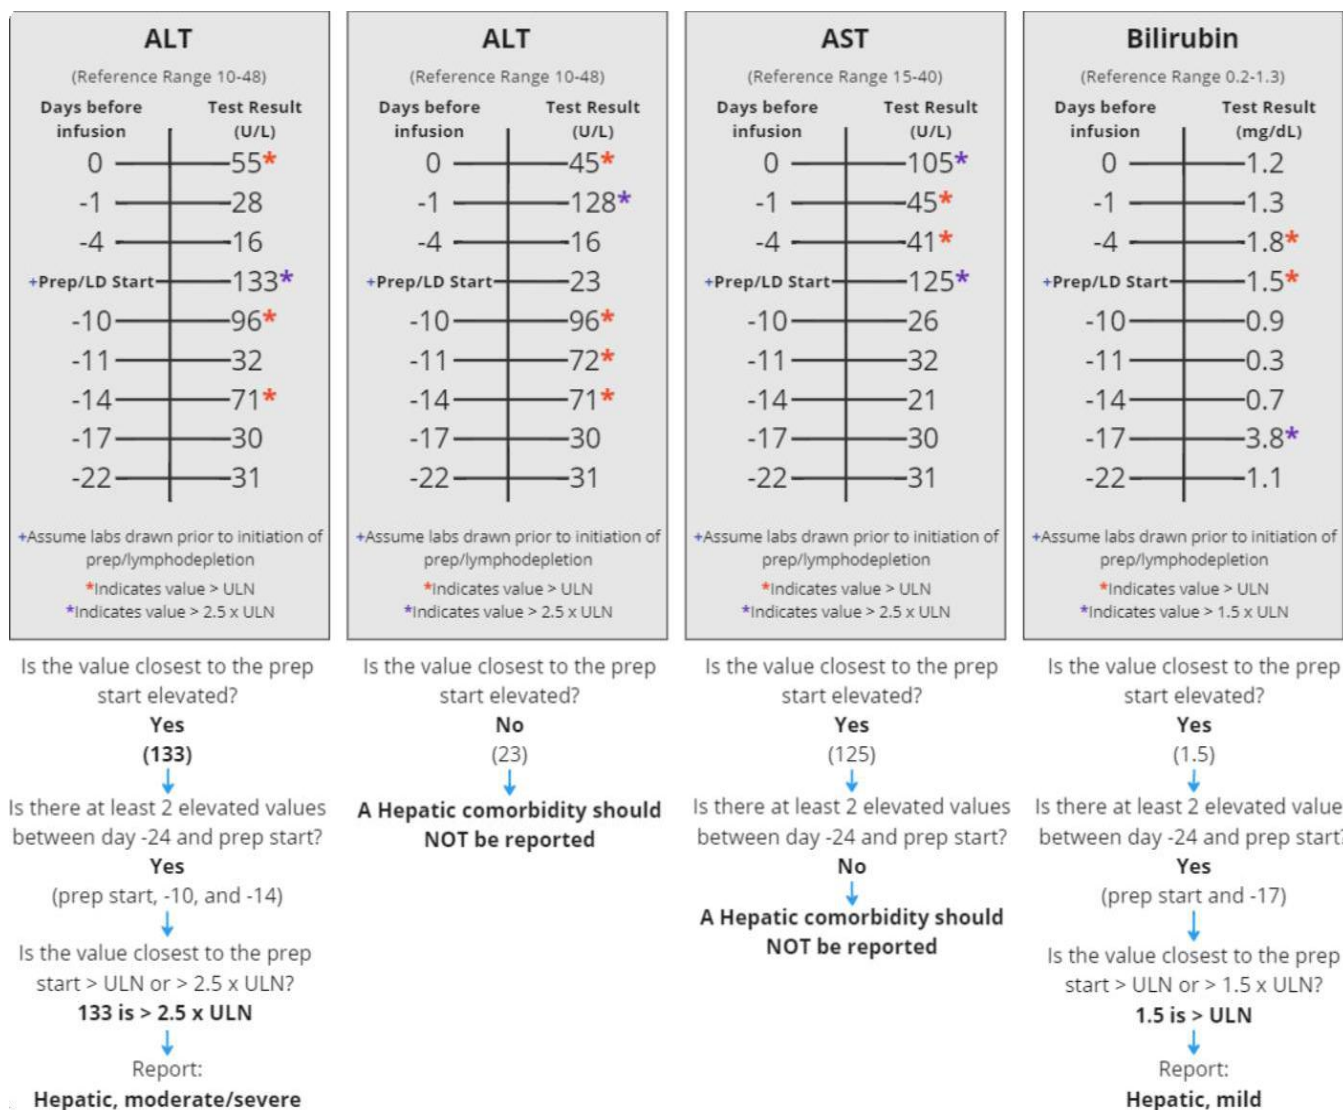 ALT
(Reference Range 10-48)
Days before infusion
Test Result (U/L)
0 55*
-1 28
-4 16
+Prep/LD Start 133*
-10 96*
-11 32
-14 71*
-17 30
-22 31
+Assume labs drawn prior to initiation of
prep/lymphodepletion
*Indicates value > ULN
*Indicates value > 2.5 x ULN
Is the value closest to the prep
start elevated?
Yes
(133)
Is there at least 2 elevated values
between day -24 and prep start?
Yes
(prep start, -10, and -14)
Is the value closest to the prep
start > ULN or > 2.5 x ULN?
133 is > 2.5 x ULN
Report:
Hepatic, moderate/severe
ALT
(Reference Range 10-48)
Days before infusion
Test Result (U/L)
0 45*
-1 128*
-4 16
+Prep/LD Start 23
-10 96*
-11 72*
-14 71*
-17 30
-22 31
+Assume labs drawn prior to initiation of
prep/lymphodepletion
*Indicates value > ULN
*Indicates value > 2.5 x ULN
Is the value closest to the prep
start elevated?
No
(23)
A Hepatic comorbidity should
NOT be reported
AST
(Reference Range 15-40)
Days before infusion
Test Result (U/L)
0 105*
-1 45*
-4 41*
+Prep/LD Start 125*
-10 26
-11 32
-14 21
-17 30
-22 31
+Assume labs drawn prior to initiation of
prep/lymphodepletion
*Indicates value > ULN
*Indicates value > 2.5 x ULN
Is the value closest to the prep
start elevated?
Yes
(125)
Is there at least 2 elevated values
between day -24 and prep start?
No
A Hepatic comorbidity should
NOT be reported
Bilirubin
(Reference Range 0.2-1.3)
Days before infusion
Test Result (mg/dL)
0 1.2
-1 1.3
-4 1.8*
+Prep/LD Start 1.5*
-10 0.9
-11 0.3
-14 0.7
-17 3.8*
-22 1.1
+Assume labs drawn prior to initiation of
prep/lymphodepletion
*Indicates value > ULN
*Indicates value > 1.5 x ULN
Is the value closest to the prep
start elevated?
Yes
(1.5)
Is there at least 2 elevated value
between day -24 and prep start?
Yes
(prep start and -17)
Is the value closest to the prep
start > ULN or > 1.5 x ULN?
1.5 is > ULN
Report:
Hepatic, mild